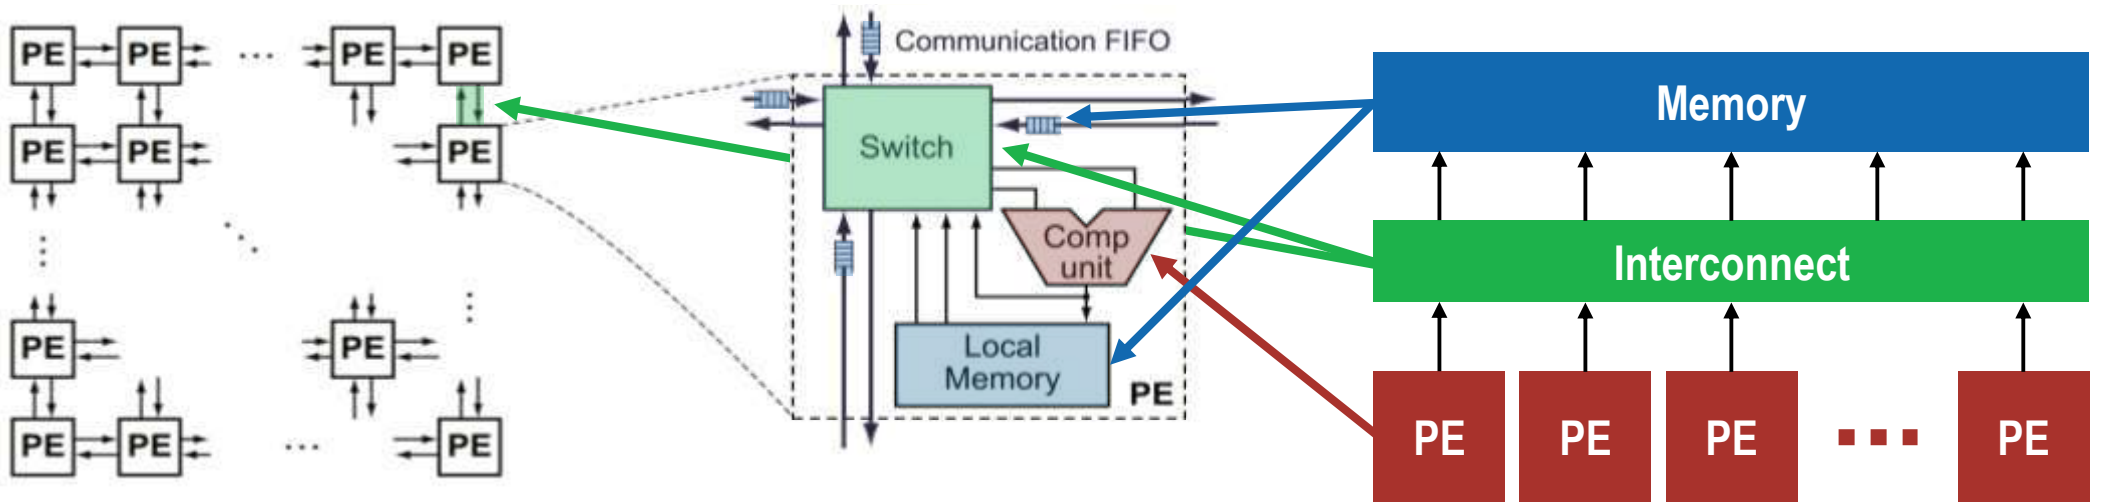 PE PE ... PE PE
PE PE PE
PE PE
PE PE ... PE
Communication FIFO
Switch
Comp
unit
Local
Memory
PE
Memory
Interconnect
PE PE PE ... PE